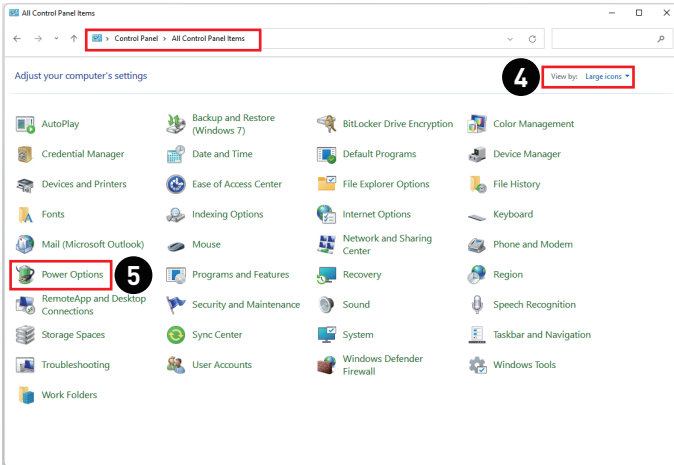 All Control Panel Items
Control Panel > All Control Panel Items
Adjust your computer's settings
4
View by: Large icons
AutoPlay
Backup and Restore
(Windows 7)
BitLocker Drive Encryption
Color Management
Credential Manager
Date and Time
Default Programs
Device Manager
Devices and Printers
Ease of Access Center
File Explorer Options
File History
Fonts
Indexing Options
Internet Options
Keyboard
Mail (Microsoft Outlook)
Mouse
Network and Sharing
Center
Phone and Modem
Power Options
5
Programs and Features
Recovery
Region
RemoteApp and Desktop
Connections
Security and Maintenance
Sound
Speech Recognition
Storage Spaces
Sync Center
System
Taskbar and Navigation
Troubleshooting
User Accounts
Windows Defender
Firewall
Windows Tools
Work Folders